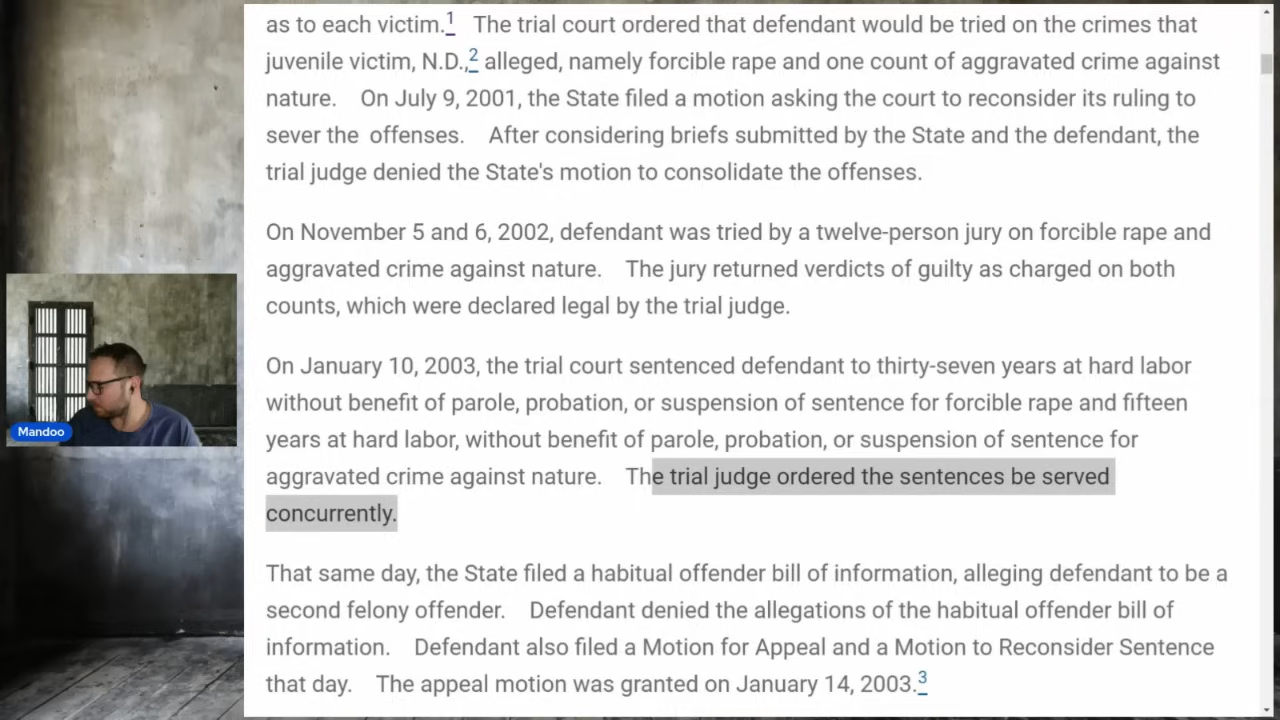 as to each victim.1 The trial court ordered that defendant would be tried on the crimes that
juvenile victim, N.D.,2 alleged, namely forcible rape and one count of aggravated crime against
nature. On July 9, 2001, the State filed a motion asking the court to reconsider its ruling to
sever the offenses. After considering briefs submitted by the State and the defendant, the
trial judge denied the State's motion to consolidate the offenses.
On November 5 and 6, 2002, defendant was tried by a twelve-person jury on forcible rape and
aggravated crime against nature. The jury returned verdicts of guilty as charged on both
counts, which were declared legal by the trial judge.
On January 10, 2003, the trial court sentenced defendant to thirty-seven years at hard labor
without benefit of parole, probation, or suspension of sentence for forcible rape and fifteen
years at hard labor, without benefit of parole, probation, or suspension of sentence for
aggravated crime against nature. The trial judge ordered the sentences be served
concurrently.
That same day, the State filed a habitual offender bill of information, alleging defendant to be a
second felony offender. Defendant denied the allegations of the habitual offender bill of
information. Defendant also filed a Motion for Appeal and a Motion to Reconsider Sentence
that day. The appeal motion was granted on January 14, 2003.3
Mandoo